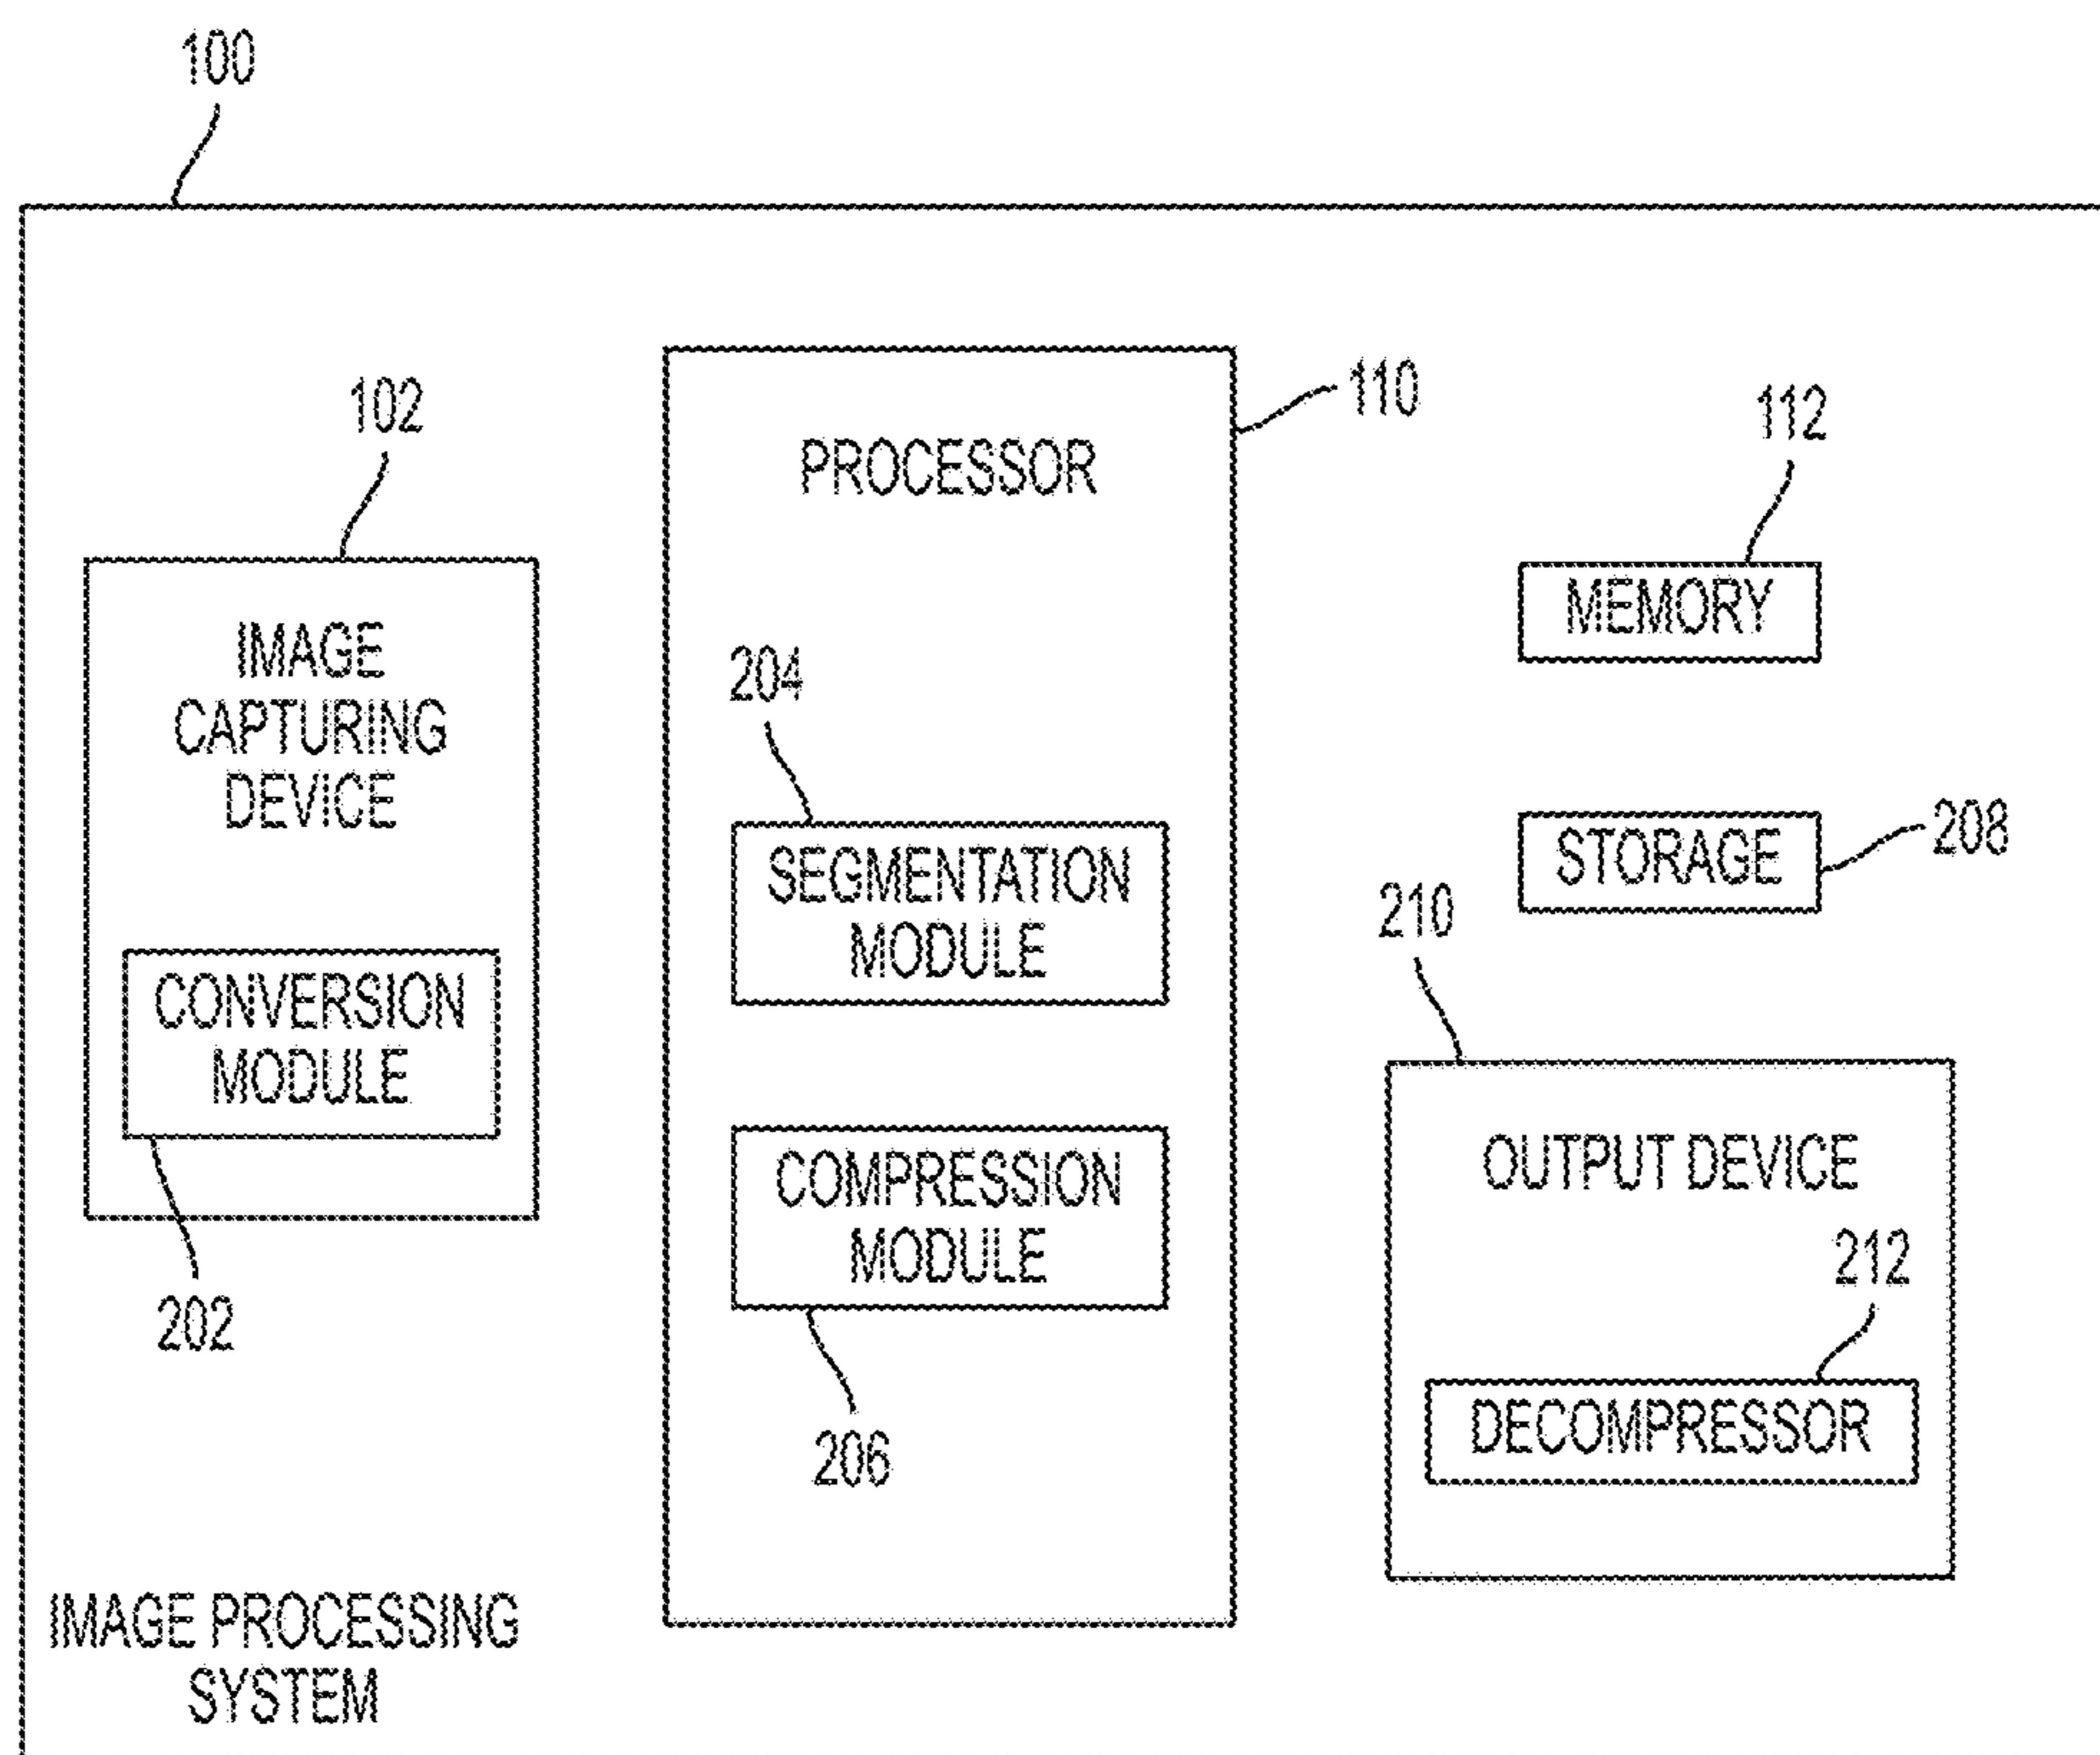 100
102
IMAGE
CAPTURING
DEVICE
CONVERSION
MODULE
202
110
PROCESSOR
204
SEGMENTATION
MODULE
COMPRESSION
MODULE
206
112
MEMORY
STORAGE
208
210
OUTPUT DEVICE
212
DECOMPRESSOR
IMAGE PROCESSING
SYSTEM